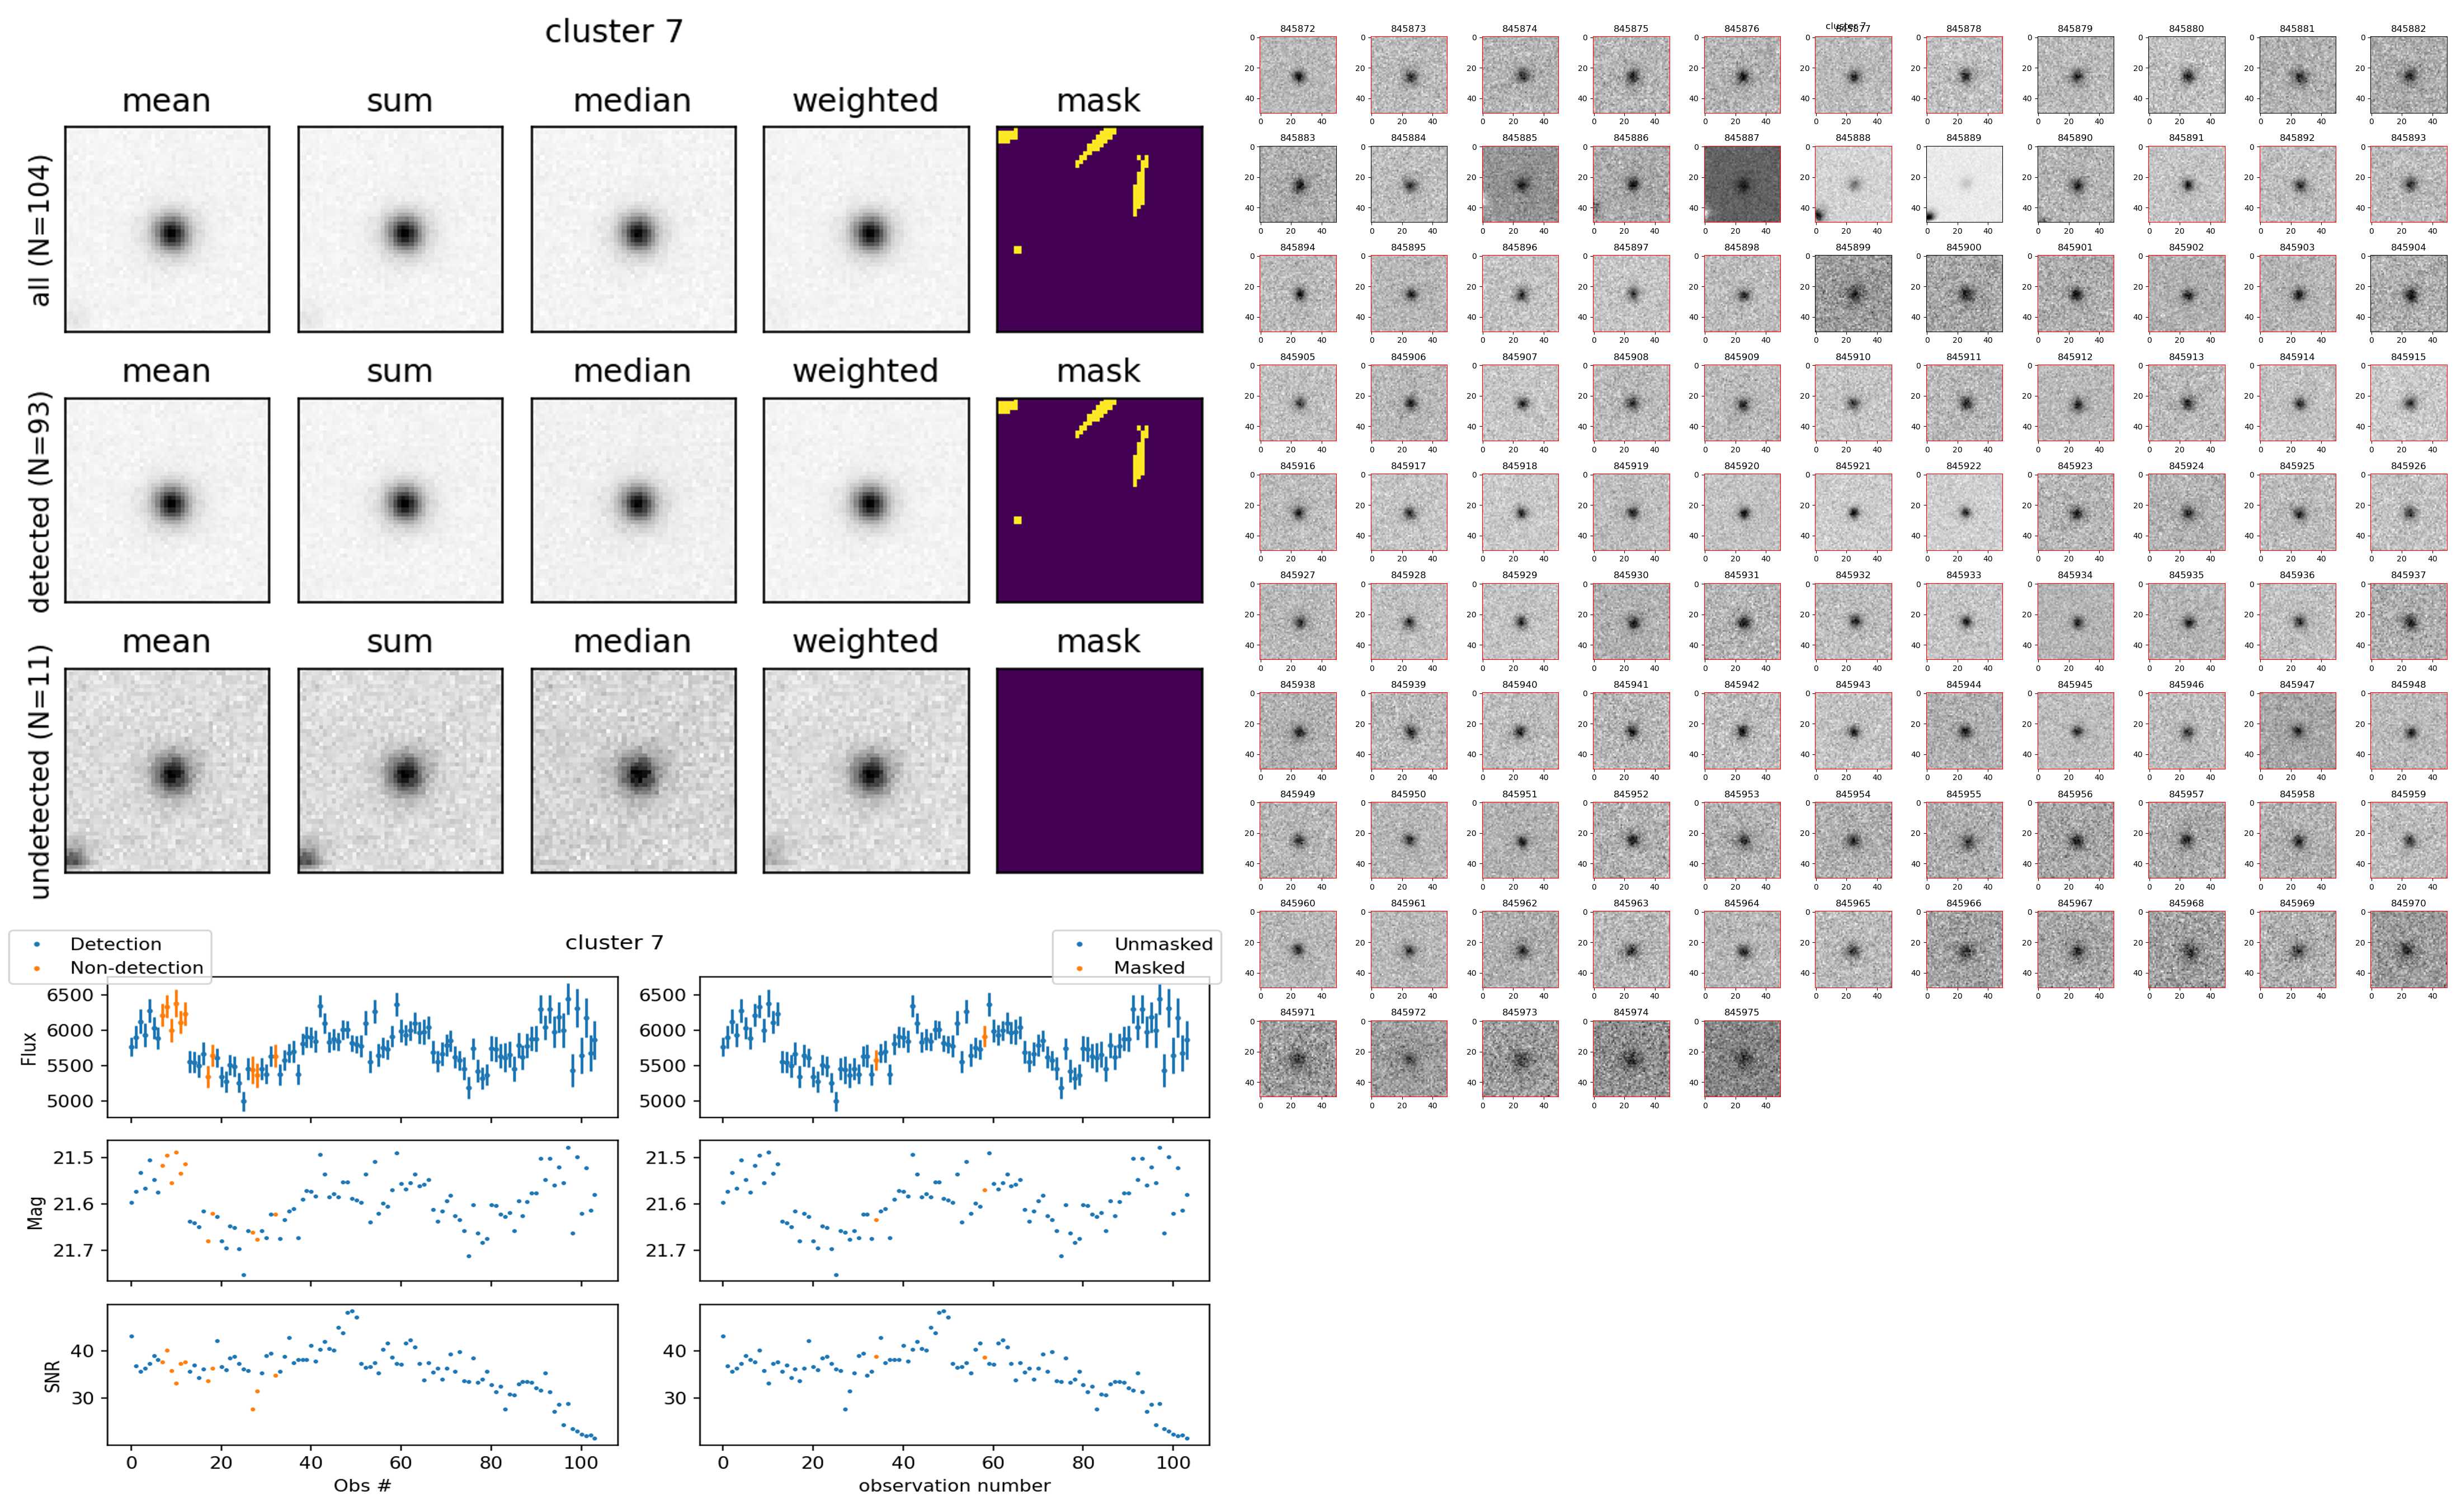 cluster 7
mean sum median weighted mask
all (N=104)
mean sum median weighted mask
detected (N=93)
mean sum median weighted mask
undetected (N=11)
cluster 7
Detection
Non-detection
Unmasked
Masked
Flux
6500
6000
5500
5000
6500
6000
5500
5000
Mag
21.5
21.6
21.7
21.5
21.6
21.7
SNR
40
30
40
30
0 20 40 60 80 100
Obs #
0 20 40 60 80 100
observation number
cluster 7
845872 845873 845874 845875 845876 845877 845878 845879 845880 845881 845882
845883 845884 845885 845886 845887 845888 845889 845890 845891 845892 845893
845894 845895 845896 845897 845898 845899 845900 845901 845902 845903 845904
845905 845906 845907 845908 845909 845910 845911 845912 845913 845914 845915
845916 845917 845918 845919 845920 845921 845922 845923 845924 845925 845926
845927 845928 845929 845930 845931 845932 845933 845934 845935 845936 845937
845938 845939 845940 845941 845942 845943 845944 845945 845946 845947 845948
845949 845950 845951 845952 845953 845954 845955 845956 845957 845958 845959
845960 845961 845962 845963 845964 845965 845966 845967 845968 845969 845970
845971 845972 845973 845974 845975